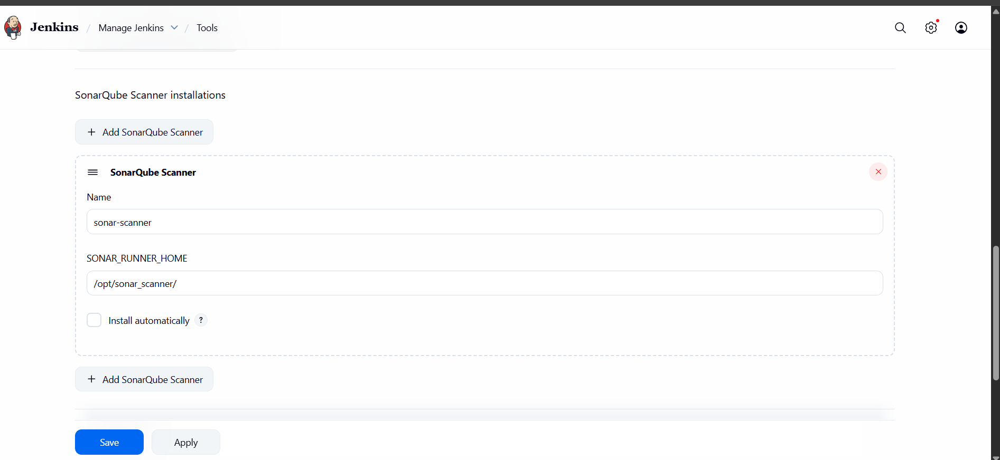 Jenkins / Manage Jenkins / Tools
SonarQube Scanner installations
+ Add SonarQube Scanner
SonarQube Scanner
Name
sonar-scanner
SONAR_RUNNER_HOME
/opt/sonar_scanner/
Install automatically ?
+ Add SonarQube Scanner
Save Apply